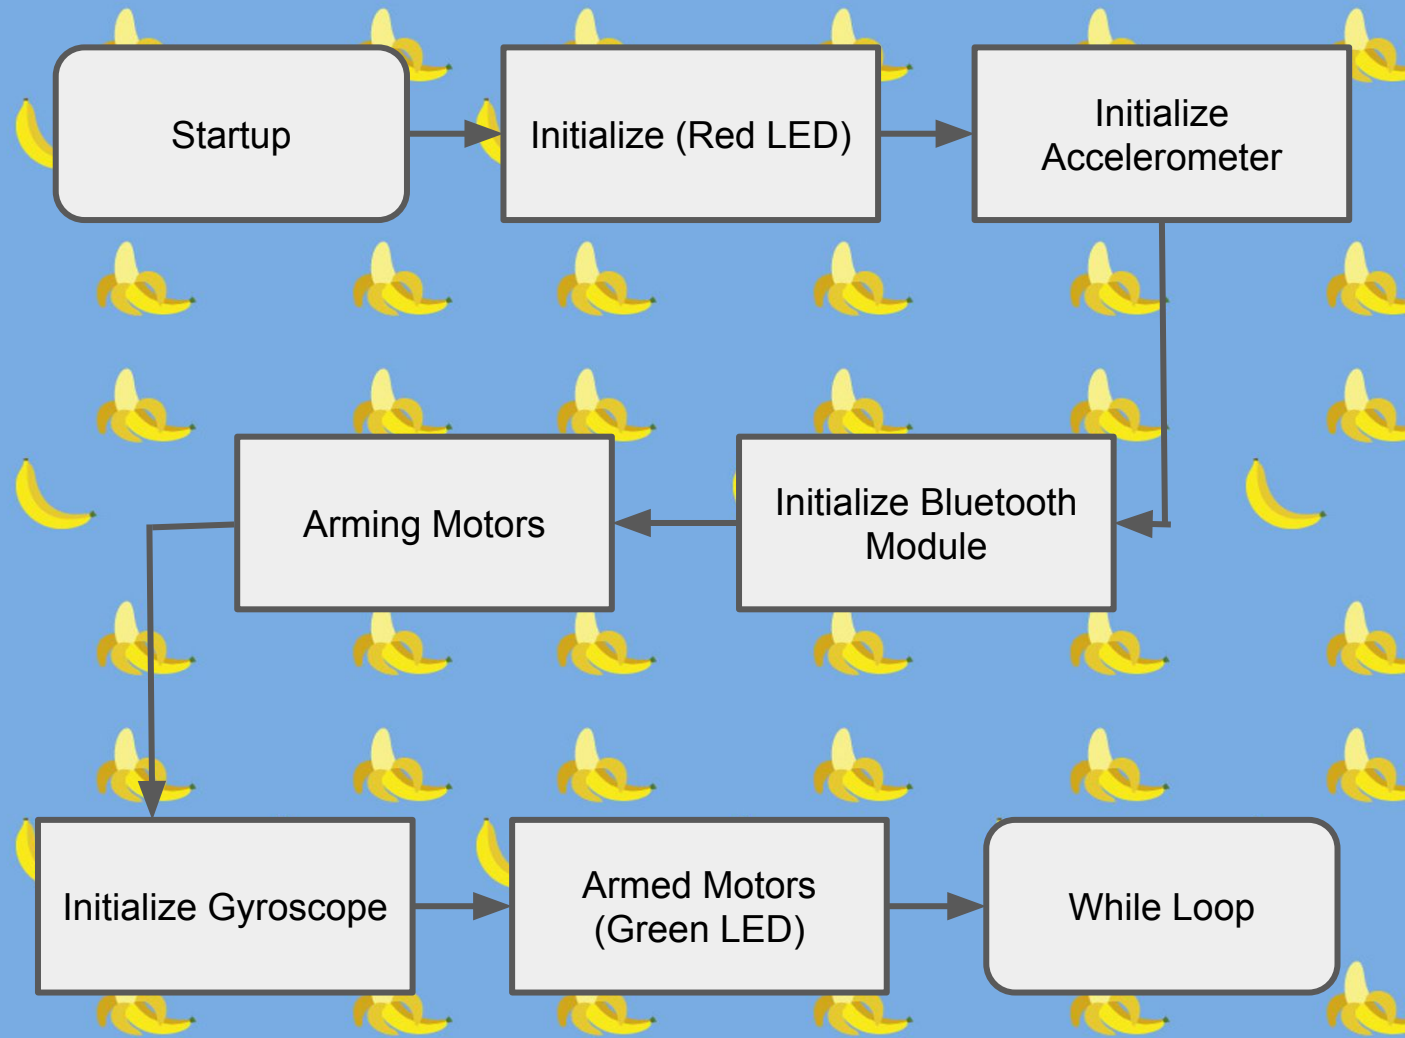 Startup
Initialize (Red LED)
Initialize
Accelerometer
Initialize Bluetooth
Module
Arming Motors
Initialize Gyroscope
Armed Motors
(Green LED)
While Loop